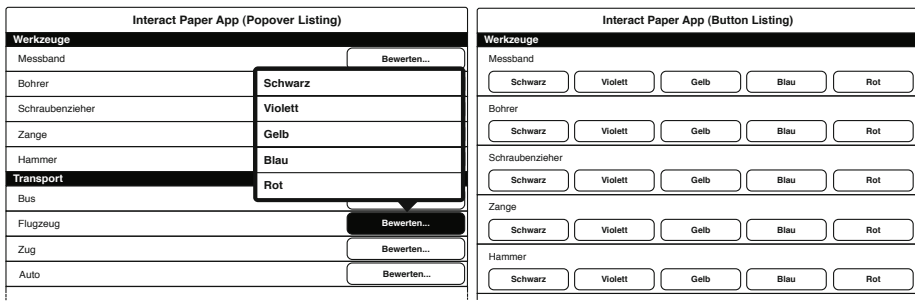 Interact Paper App (Popover Listing)
Werkzeuge
Messband
Bewerten...
Bohrer
Schraubenzieher
Zange
Hammer
Schwarz
Violett
Gelb
Blau
Rot
Transport
Bus
Flugzeug
Bewerten...
Zug
Bewerten...
Auto
Bewerten...
Interact Paper App (Button Listing)
Werkzeuge
Messband
Schwarz Violett Gelb Blau Rot
Bohrer
Schwarz Violett Gelb Blau Rot
Schraubenzieher
Schwarz Violett Gelb Blau Rot
Zange
Schwarz Violett Gelb Blau Rot
Hammer
Schwarz Violett Gelb Blau Rot